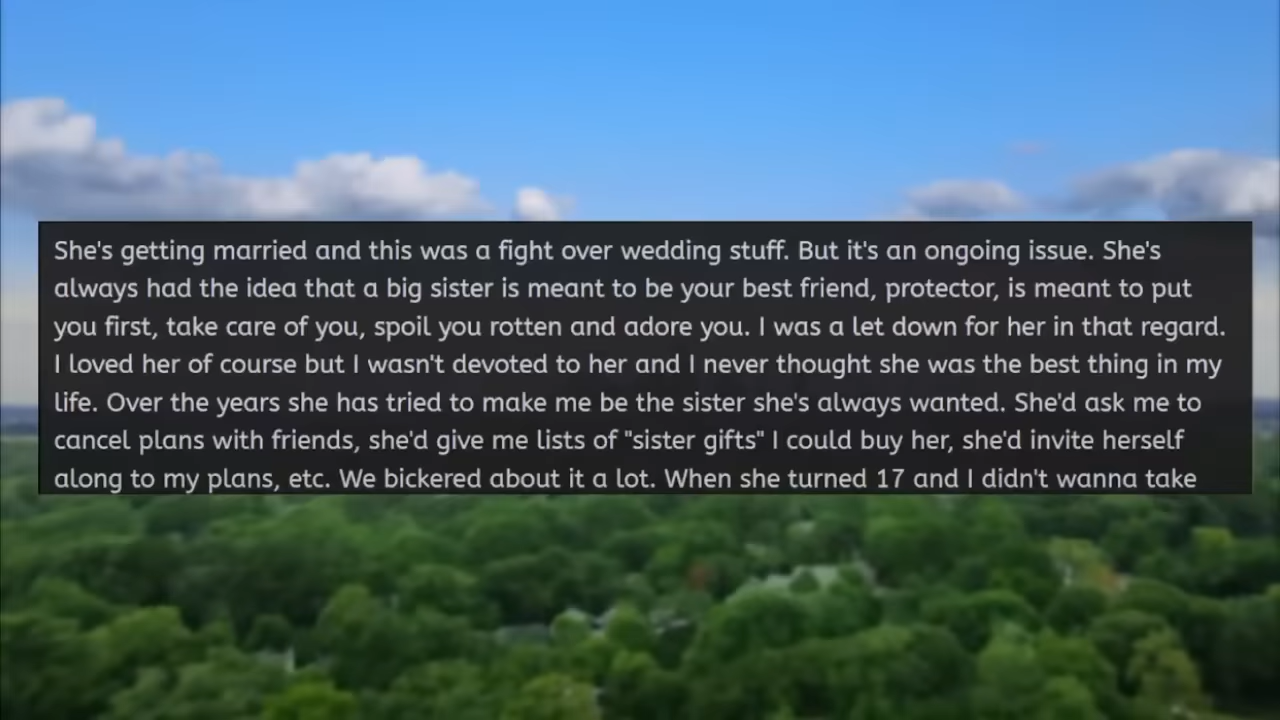 She's getting married and this was a fight over wedding stuff. But it's an ongoing issue. She's
always had the idea that a big sister is meant to be your best friend, protector, is meant to put
you first, take care of you, spoil you rotten and adore you. I was a let down for her in that regard.
I loved her of course but I wasn't devoted to her and I never thought she was the best thing in my
life. Over the years she has tried to make me be the sister she's always wanted. She'd ask me to
cancel plans with friends, she'd give me lists of "sister gifts" I could buy her, she'd invite herself
along to my plans, etc. We bickered about it a lot. When she turned 17 and I didn't wanna take